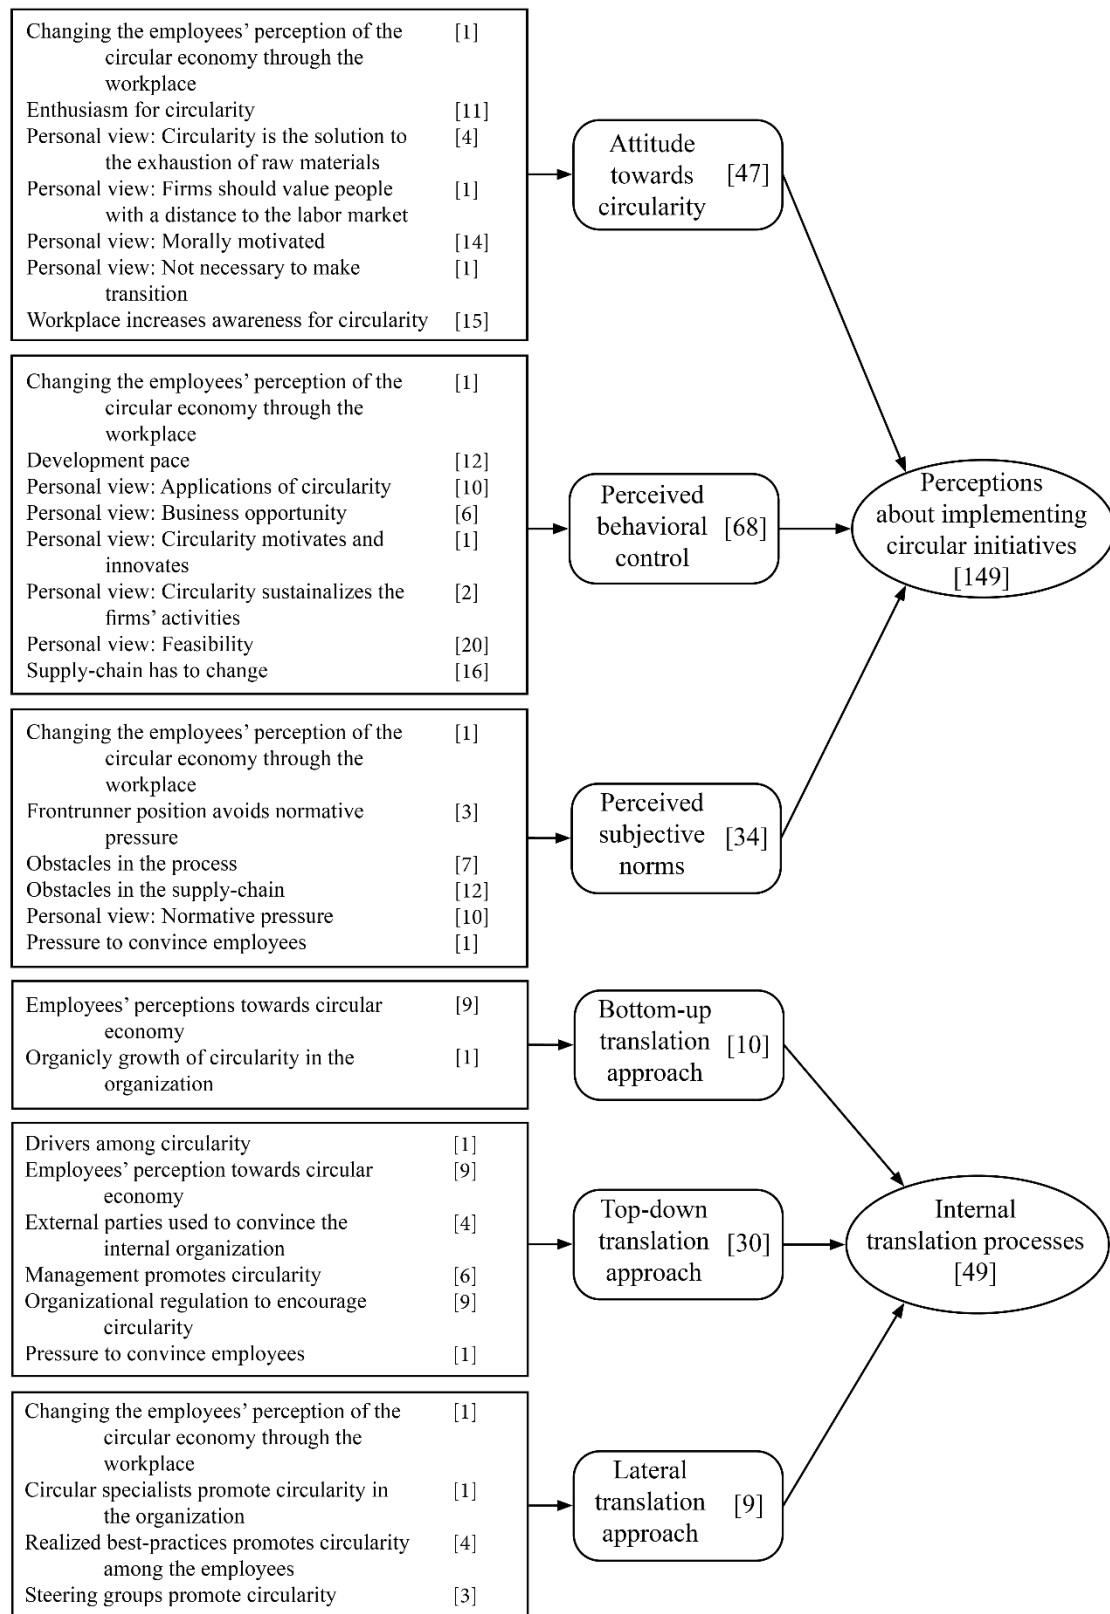 Changing the employees’ perception of the [1]
circular economy through the
workplace
Enthusiasm for circularity [11]
Personal view: Circularity is the solution to [4]
the exhaustion of raw materials
Personal view: Firms should value people [1]
with a distance to the labor market
Personal view: Morally motivated [14]
Personal view: Not necessary to make [1]
transition
Workplace increases awareness for circularity [15]
Attitude
towards [47]
circularity
Changing the employees’ perception of the [1]
circular economy through the
workplace
Development pace [12]
Personal view: Applications of circularity [10]
Personal view: Business opportunity [6]
Personal view: Circularity motivates and [1]
innovates
Personal view: Circularity sustainalizes the [2]
firms’ activities
Personal view: Feasibility [20]
Supply-chain has to change [16]
Perceived
behavioral [68]
control
Perceptions
about implementing
circular initiatives
[149]
Changing the employees’ perception of the [1]
circular economy through the
workplace
Frontrunner position avoids normative [3]
pressure
Obstacles in the process [7]
Obstacles in the supply-chain [12]
Personal view: Normative pressure [10]
Pressure to convince employees [1]
Perceived
subjective [34]
norms
Employees’ perceptions towards circular [9]
economy
Organicly growth of circularity in the [1]
organization
Bottom-up
translation [10]
approach
Drivers among circularity [1]
Employees’ perception towards circular [9]
economy
External parties used to convince the [4]
internal organization
Management promotes circularity [6]
Organizational regulation to encourage [9]
circularity
Pressure to convince employees [1]
Top-down
translation [30]
approach
Internal
translation processes
[49]
Changing the employees’ perception of the [1]
circular economy through the
workplace
Circular specialists promote circularity in [1]
the organization
Realized best-practices promotes circularity [4]
among the employees
Steering groups promote circularity [3]
Lateral
translation [9]
approach